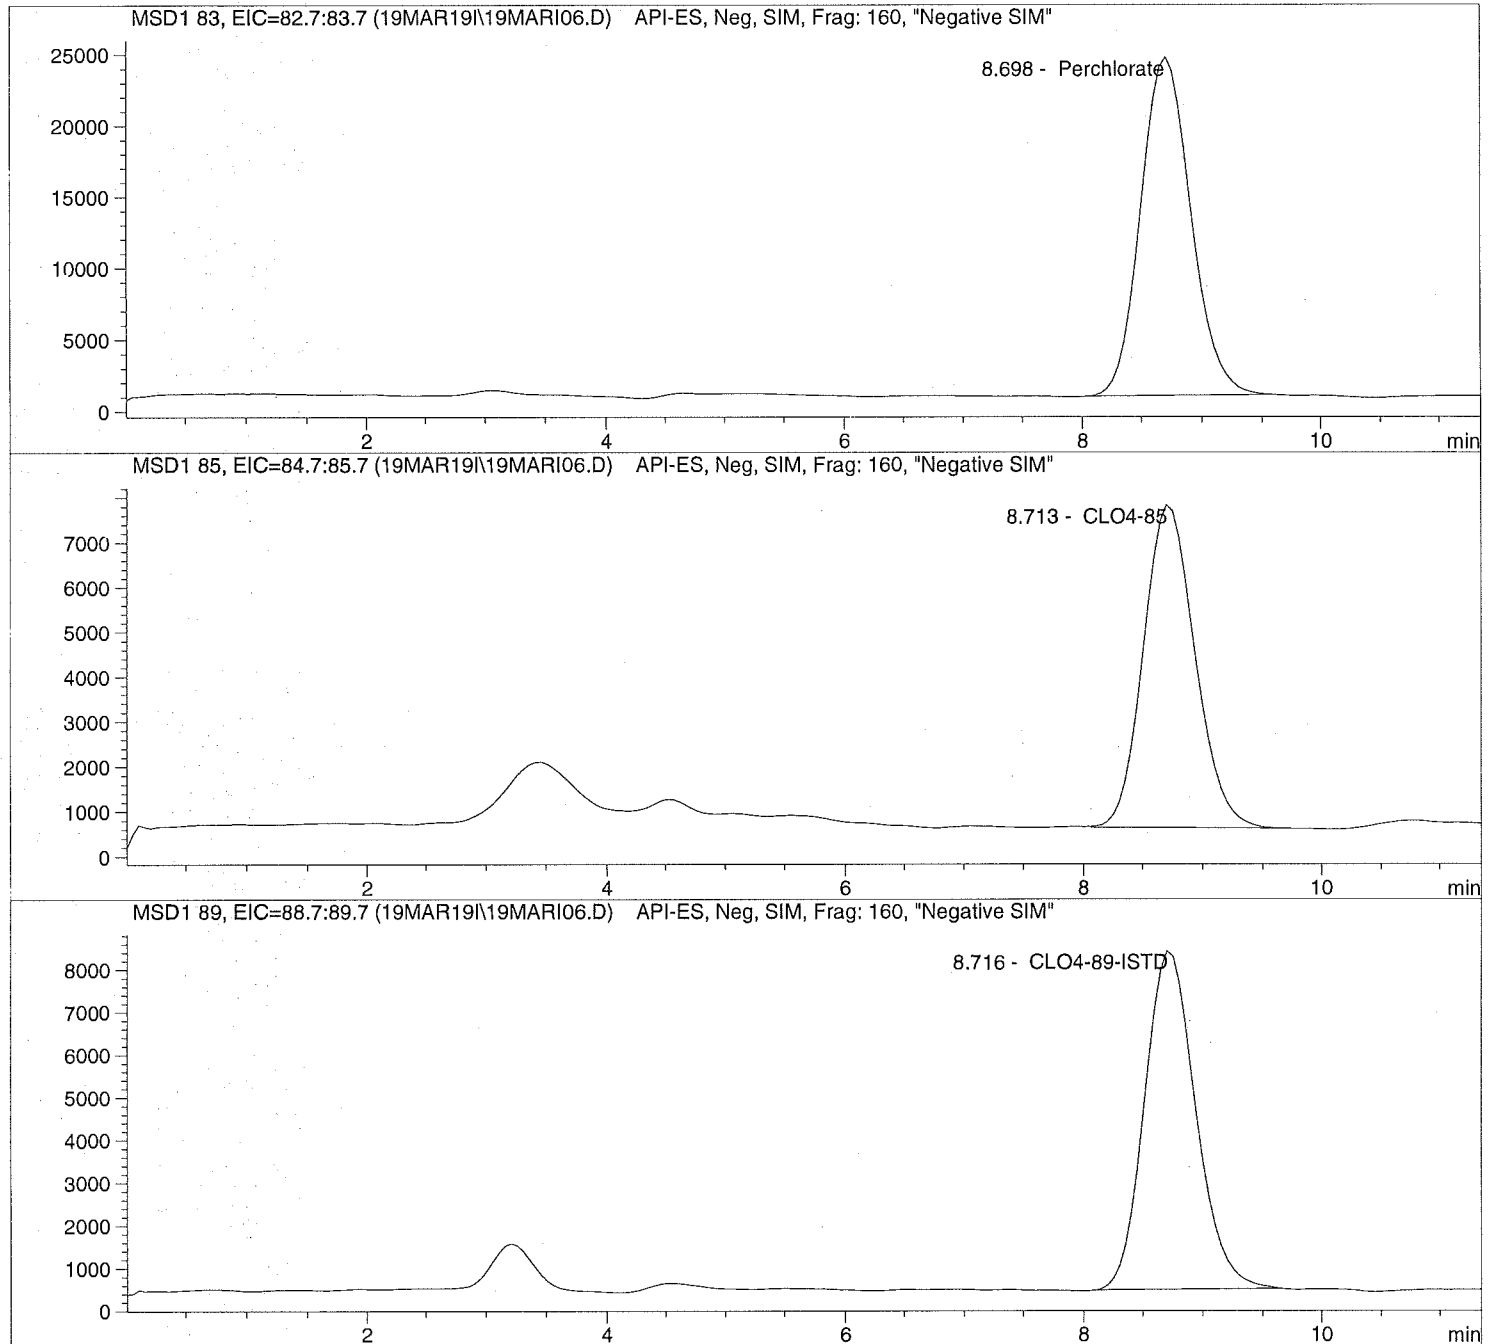 MSD1 83, EIC=82.7:83.7 (19MAR19I\19MARI06.D) API-ES, Neg, SIM, Frag: 160, "Negative SIM"
8.698 - Perchlorate
25000
20000
15000
10000
5000
0
2 4 6 8 10 min
MSD1 85, EIC=84.7:85.7 (19MAR19I\19MARI06.D) API-ES, Neg, SIM, Frag: 160, "Negative SIM"
8.713 - CLO4-85
7000
6000
5000
4000
3000
2000
1000
0
2 4 6 8 10 min
MSD1 89, EIC=88.7:89.7 (19MAR19I\19MARI06.D) API-ES, Neg, SIM, Frag: 160, "Negative SIM"
8.716 - CLO4-89-ISTD
8000
7000
6000
5000
4000
3000
2000
1000
0
2 4 6 8 10 min